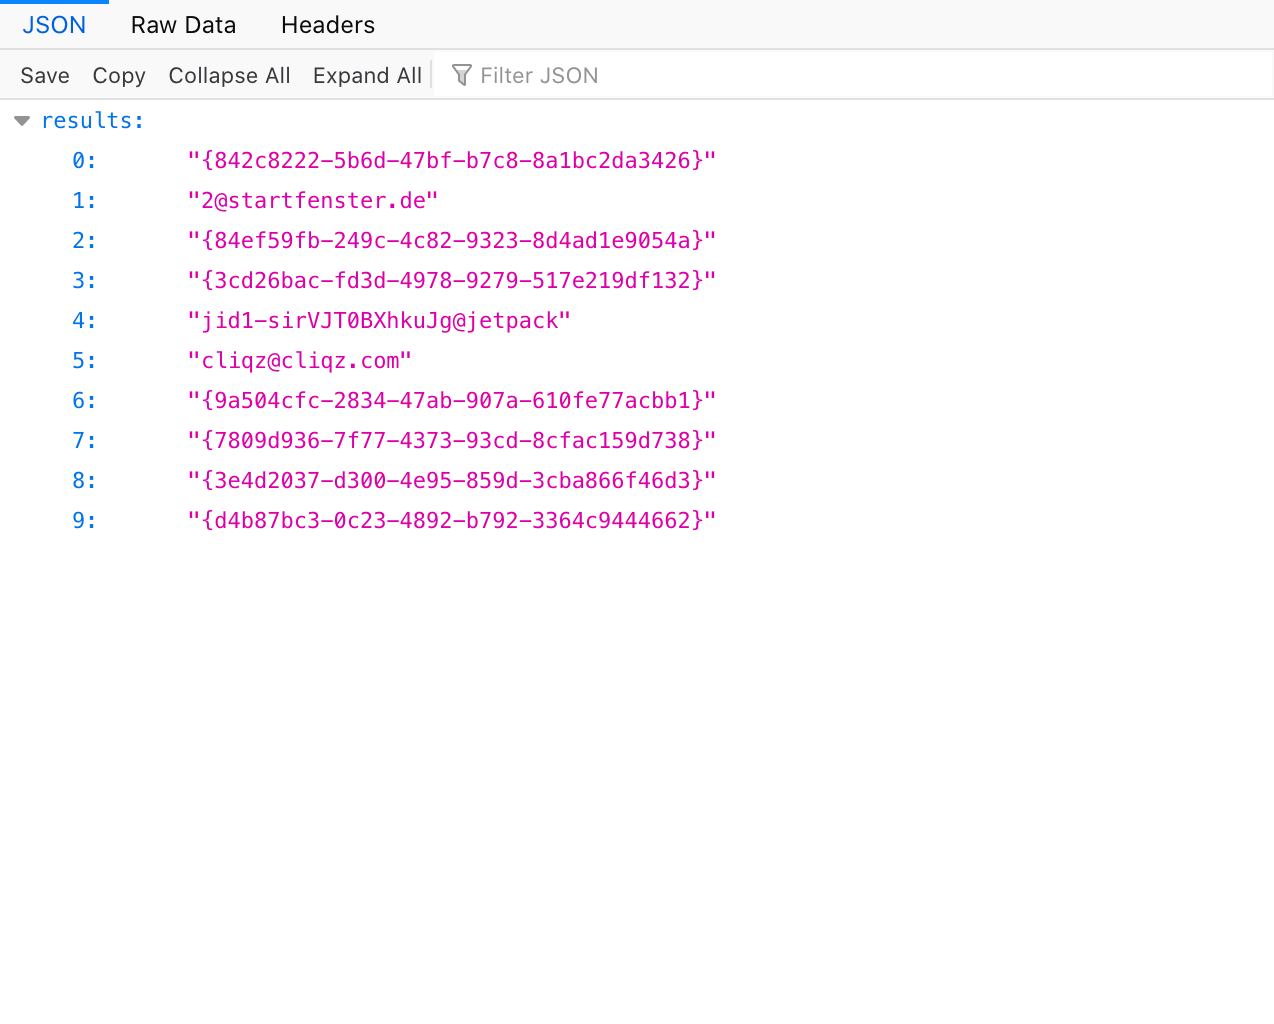 JSON Raw Data Headers
Save Copy Collapse All Expand All Filter JSON
results:
0: "{842c8222-5b6d-47bf-b7c8-8a1bc2da3426}"
1: "2@startfenster.de"
2: "{84ef59fb-249c-4c82-9323-8d4ad1e9054a}"
3: "{3cd26bac-fd3d-4978-9279-517e219df132}"
4: "jid1-sirVJT0BXhkuJg@jetpack"
5: "cliqz@cliqz.com"
6: "{9a504cfc-2834-47ab-907a-610fe77acbb1}"
7: "{7809d936-7f77-4373-93cd-8cfac159d738}"
8: "{3e4d2037-d300-4e95-859d-3cba866f46d3}"
9: "{d4b87bc3-0c23-4892-b792-3364c9444662}"